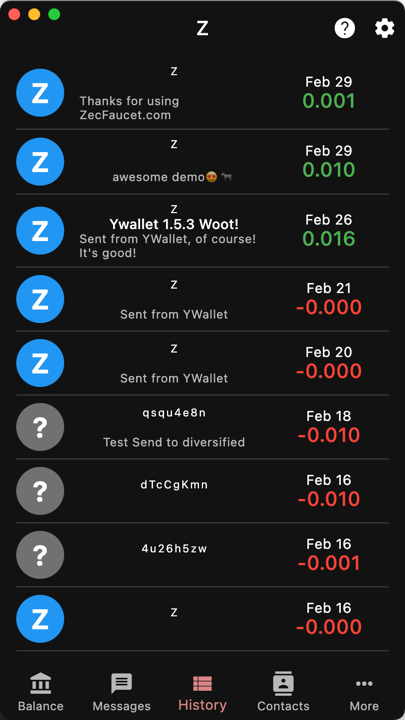 Z
?
Z
Z
Feb 29
Thanks for using
ZecFaucet.com
0.001
Z
Z
Feb 29
awesome demo😍🐄
0.010
Z
Z
Feb 26
Ywallet 1.5.3 Woot!
Sent from YWallet, of course!
It's good!
0.016
Z
Z
Feb 21
Sent from YWallet
-0.000
Z
Z
Feb 20
Sent from YWallet
-0.000
?
qsqu4e8n
Feb 18
Test Send to diversified
-0.010
?
dTcCgKmn
Feb 16
-0.010
?
4u26h5zw
Feb 16
-0.001
Z
Z
Feb 16
-0.000
Balance
Messages
History
Contacts
More